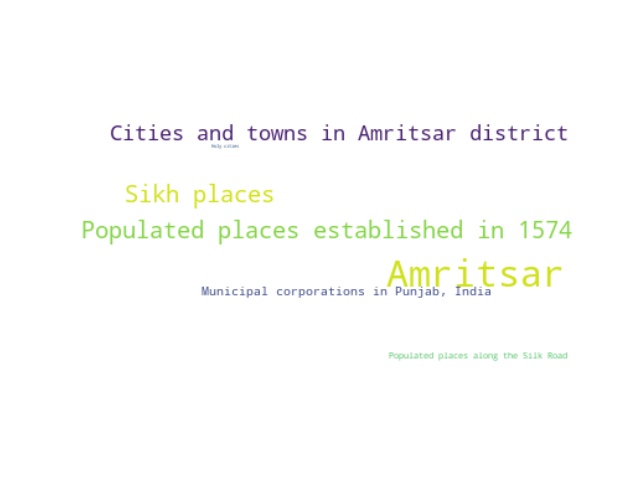 Cities and towns in Amritsar district
Holy cities
Sikh places
Populated places established in 1574
Amritsar
Municipal corporations in Punjab, India
Populated places along the Silk Road